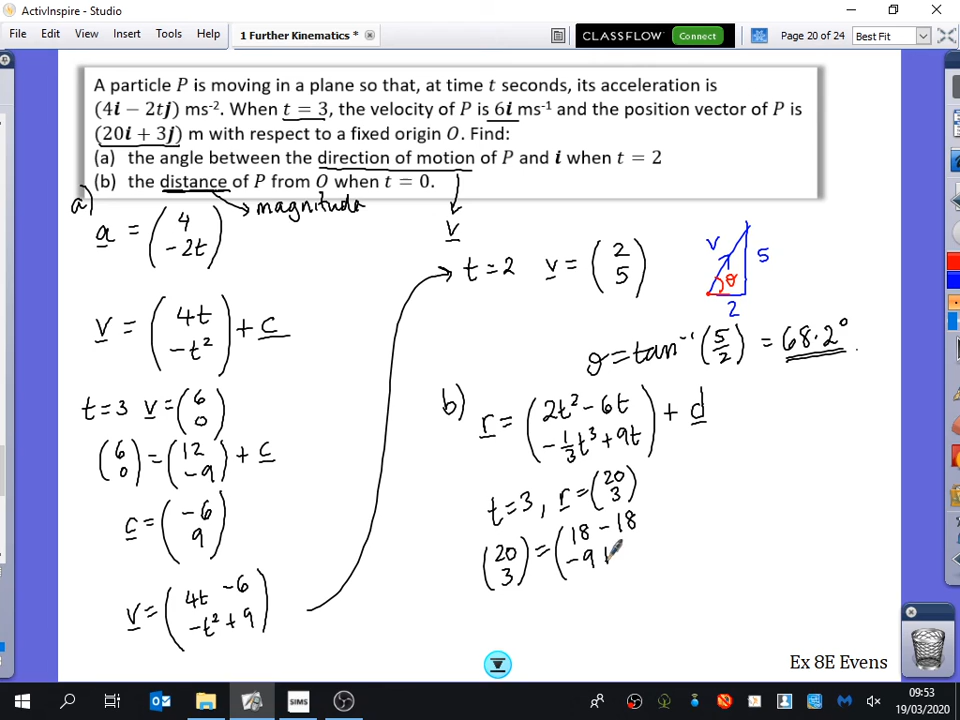 ActivInspire - Studio
File Edit View Insert Tools Help
1 Further Kinematics *
CLASSFLOW Connect
Page 20 of 24
Best Fit
A particle P is moving in a plane so that, at time t seconds, its acceleration is
(4i − 2tj) ms⁻². When t = 3, the velocity of P is 6i ms⁻¹ and the position vector of P is
(20i + 3j) m with respect to a fixed origin O. Find:
(a) the angle between the direction of motion of P and i when t = 2
(b) the distance of P from O when t = 0.
magnitude
v
a)
a = (4, −2t)
v = (4t, −t²) + c
t=3 v = (6, 0)
(6, 0) = (12, −9) + c
c = (−6, 9)
v = (4t −6, −t² + 9)
t=2 v = (2, 5)
v θ 5
2
θ = tan⁻¹(5/2) = 68.2°
b) r = (2t² − 6t, −1/3t³ + 9t) + d
t=3, r = (20, 3)
(20, 3) = (18 − 18, −9
Ex 8E Evens
SIMS
09:53
19/03/2020